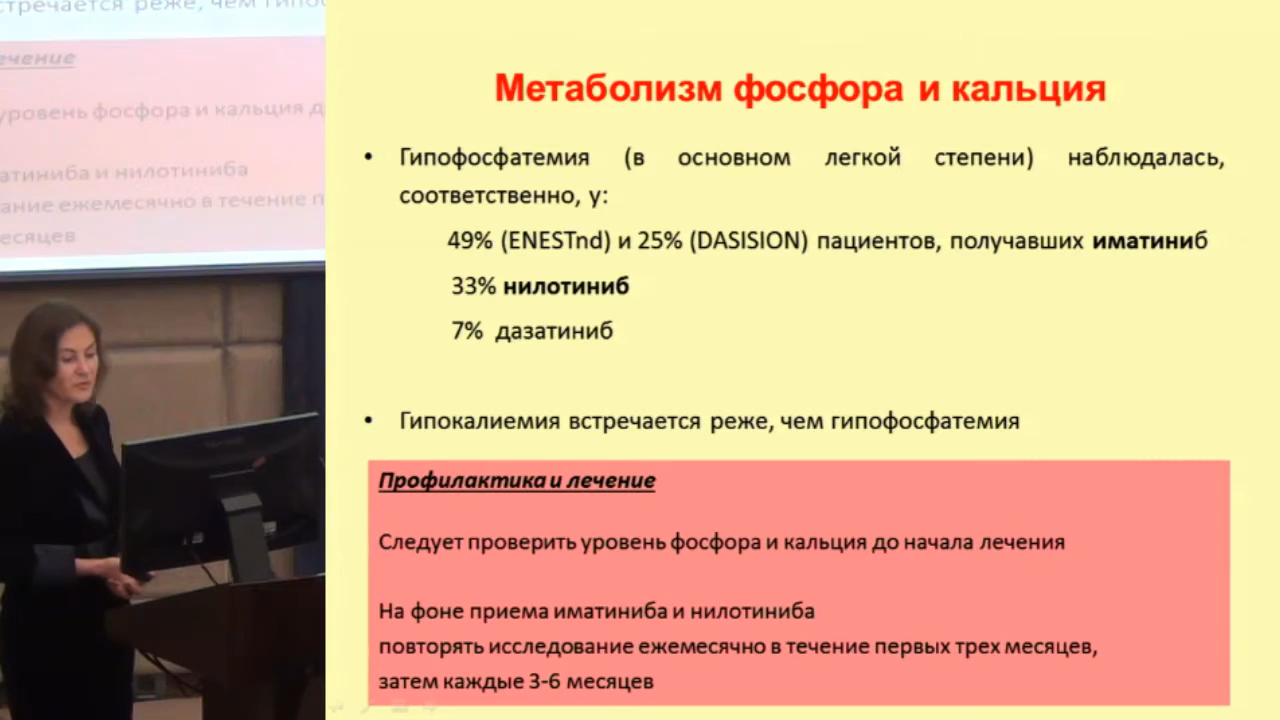 стречается реже, чем гипоф
ечение
уровень фосфора и кальция д
атиниба и нилотиниба
ание ежемесячно в течение п
есяцев
Метаболизм фосфора и кальция
• Гипофосфатемия (в основном легкой степени) наблюдалась,
соответственно, у:
49% (ENESTnd) и 25% (DASISION) пациентов, получавших иматиниб
33% нилотиниб
7% дазатиниб
• Гипокалиемия встречается реже, чем гипофосфатемия
Профилактика и лечение
Следует проверить уровень фосфора и кальция до начала лечения
На фоне приема иматиниба и нилотиниба
повторять исследование ежемесячно в течение первых трех месяцев,
затем каждые 3-6 месяцев